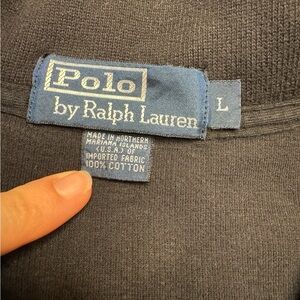 Polo
by Ralph Lauren
L
MADE IN NORTHERN
MARIANA ISLANDS
(U.S.A.) OF
IMPORTED FABRIC
100% COTTON